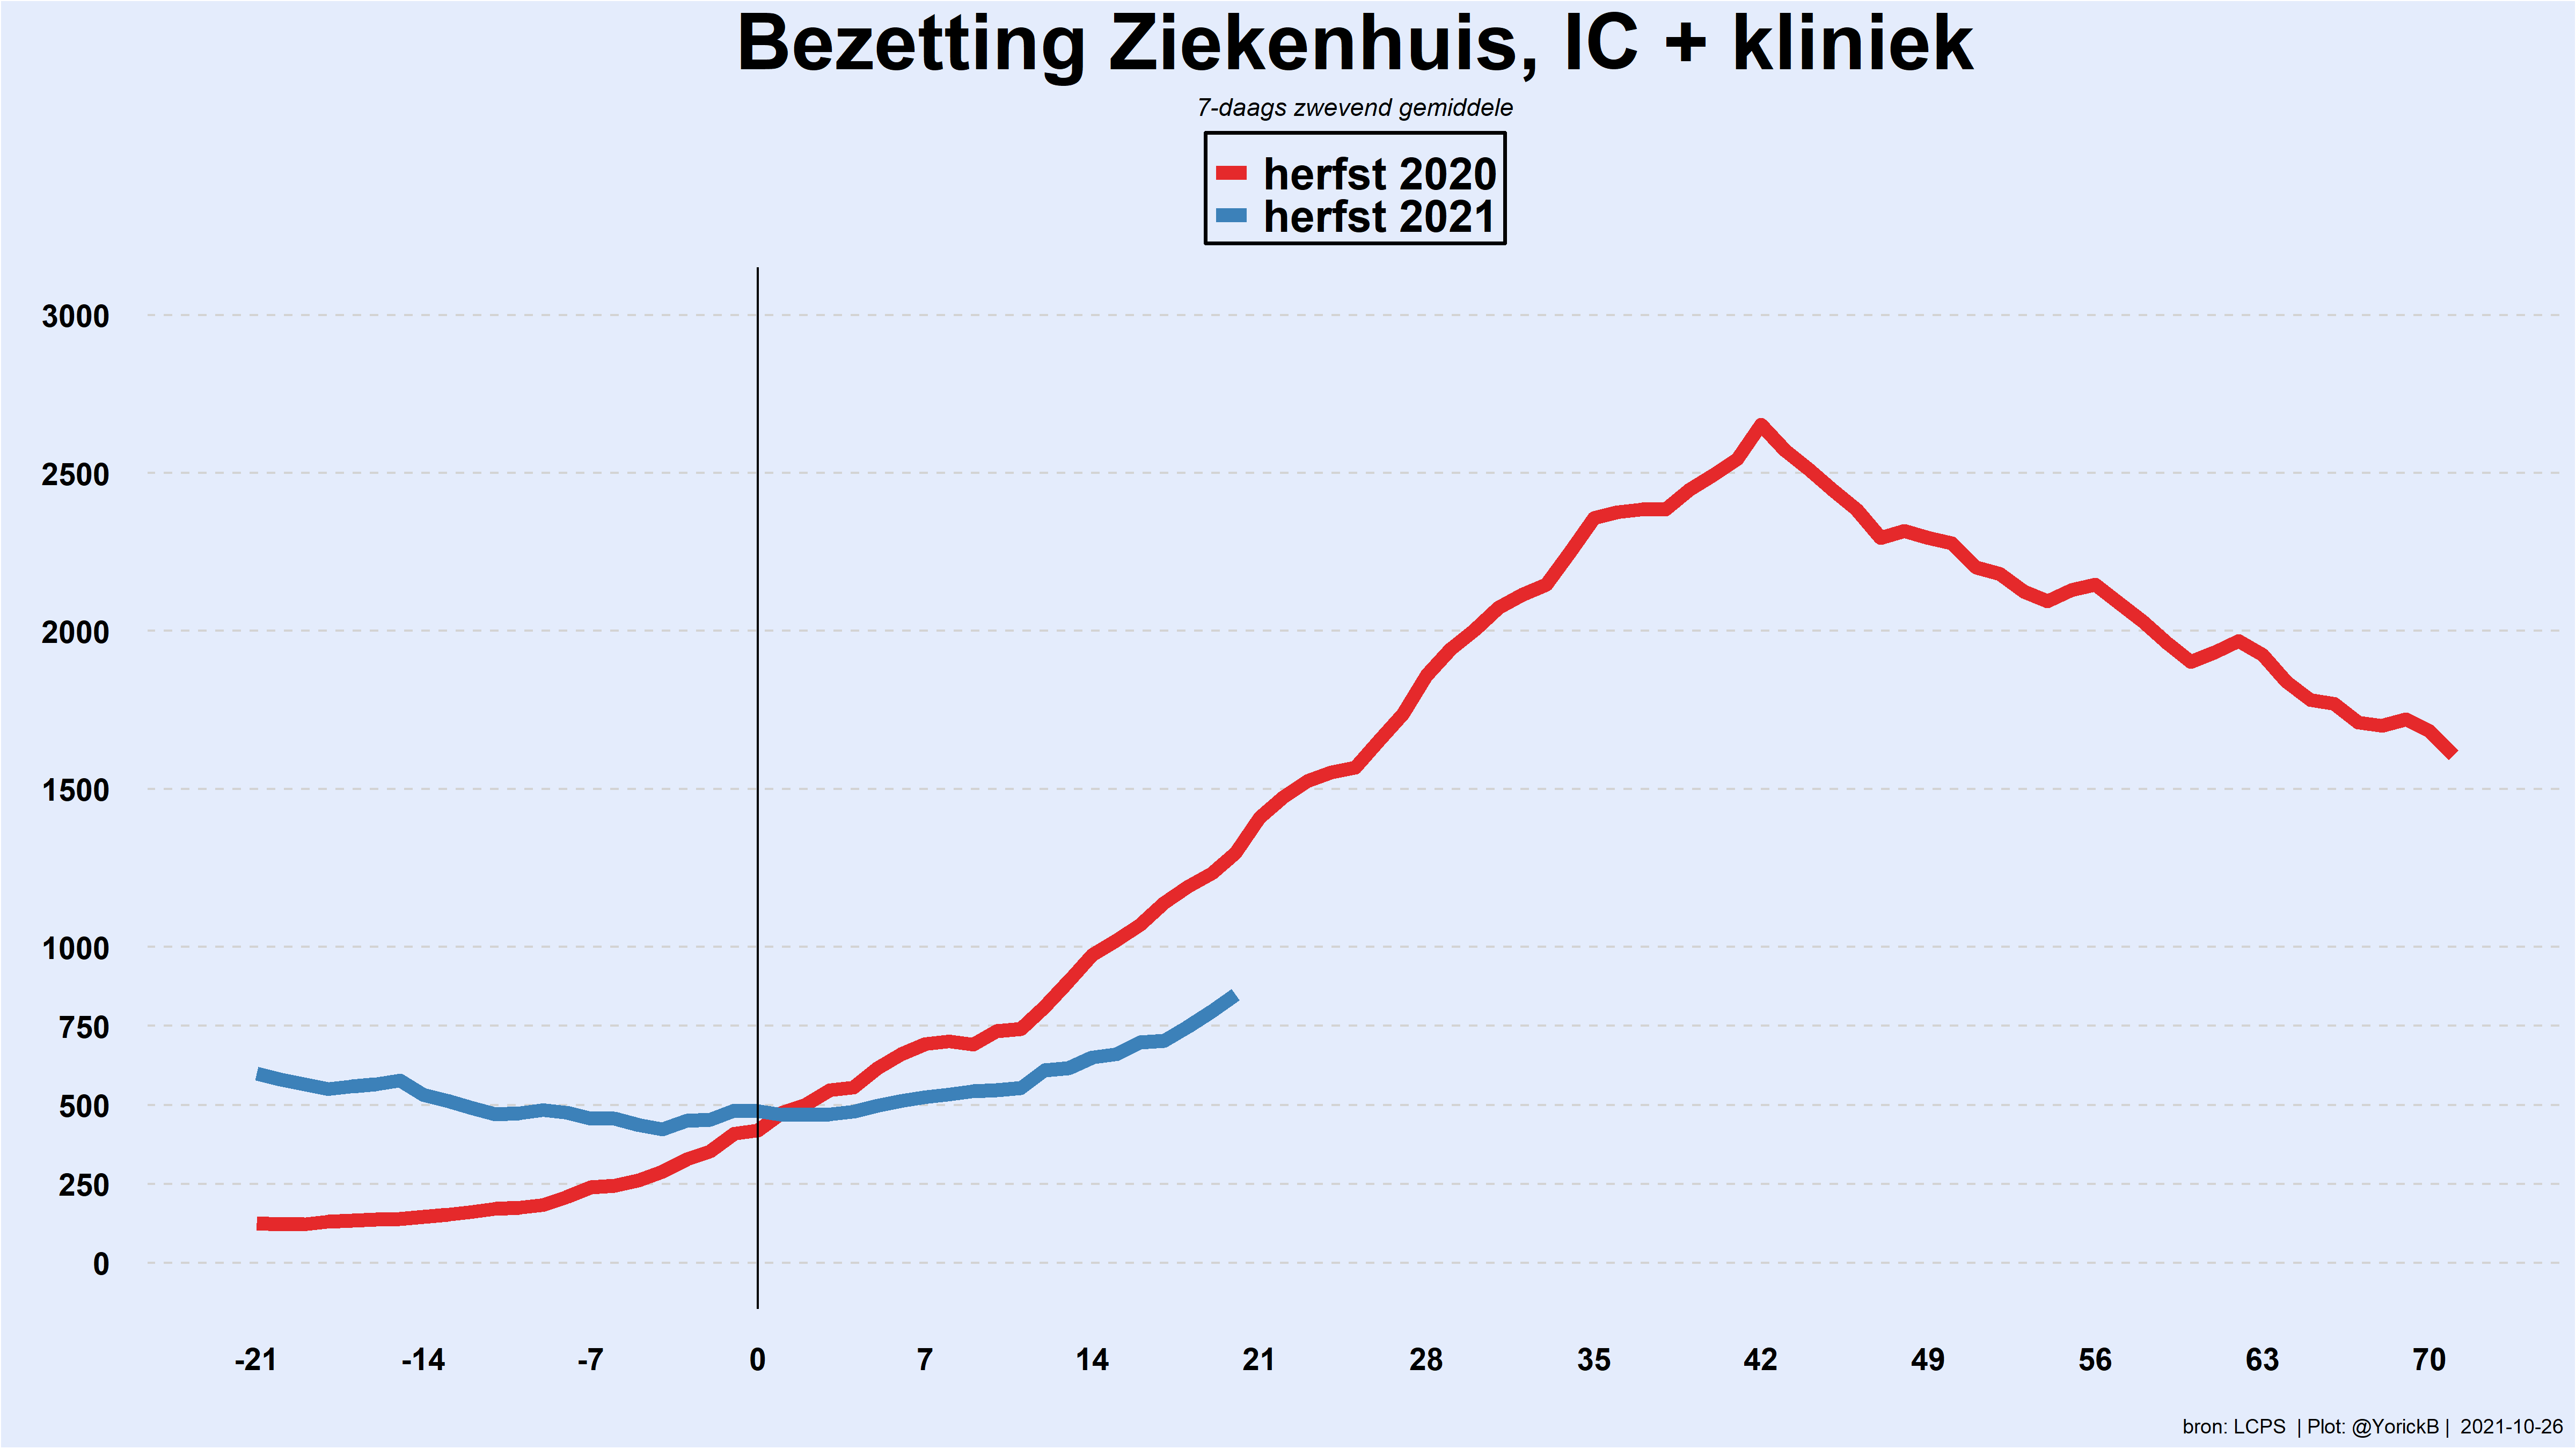 Bezetting Ziekenhuis, IC + kliniek
7-daags zwevend gemiddele
herfst 2020
herfst 2021
3000
2500
2000
1500
1000
750
500
250
0
-21 -14 -7 0 7 14 21 28 35 42 49 56 63 70
bron: LCPS | Plot: @YorickB | 2021-10-26